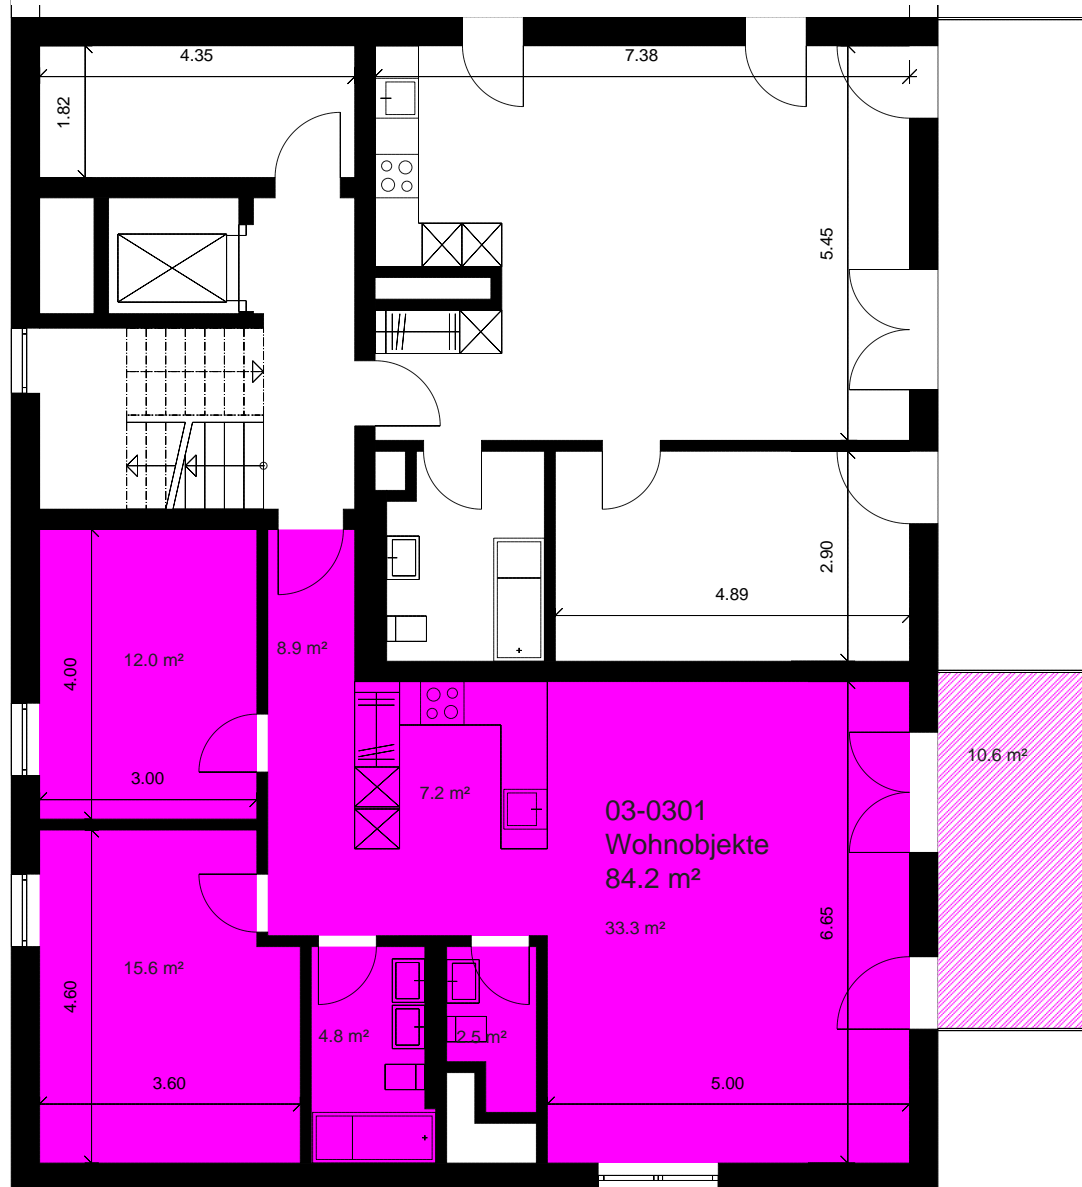 4.35
7.38
1.82
5.45
2.90
4.89
8.9 m²
12.0 m²
4.00
10.6 m²
3.00
7.2 m²
03-0301
Wohnobjekte
84.2 m²
33.3 m²
6.65
15.6 m²
4.60
4.8 m²
2.5 m²
3.60
5.00